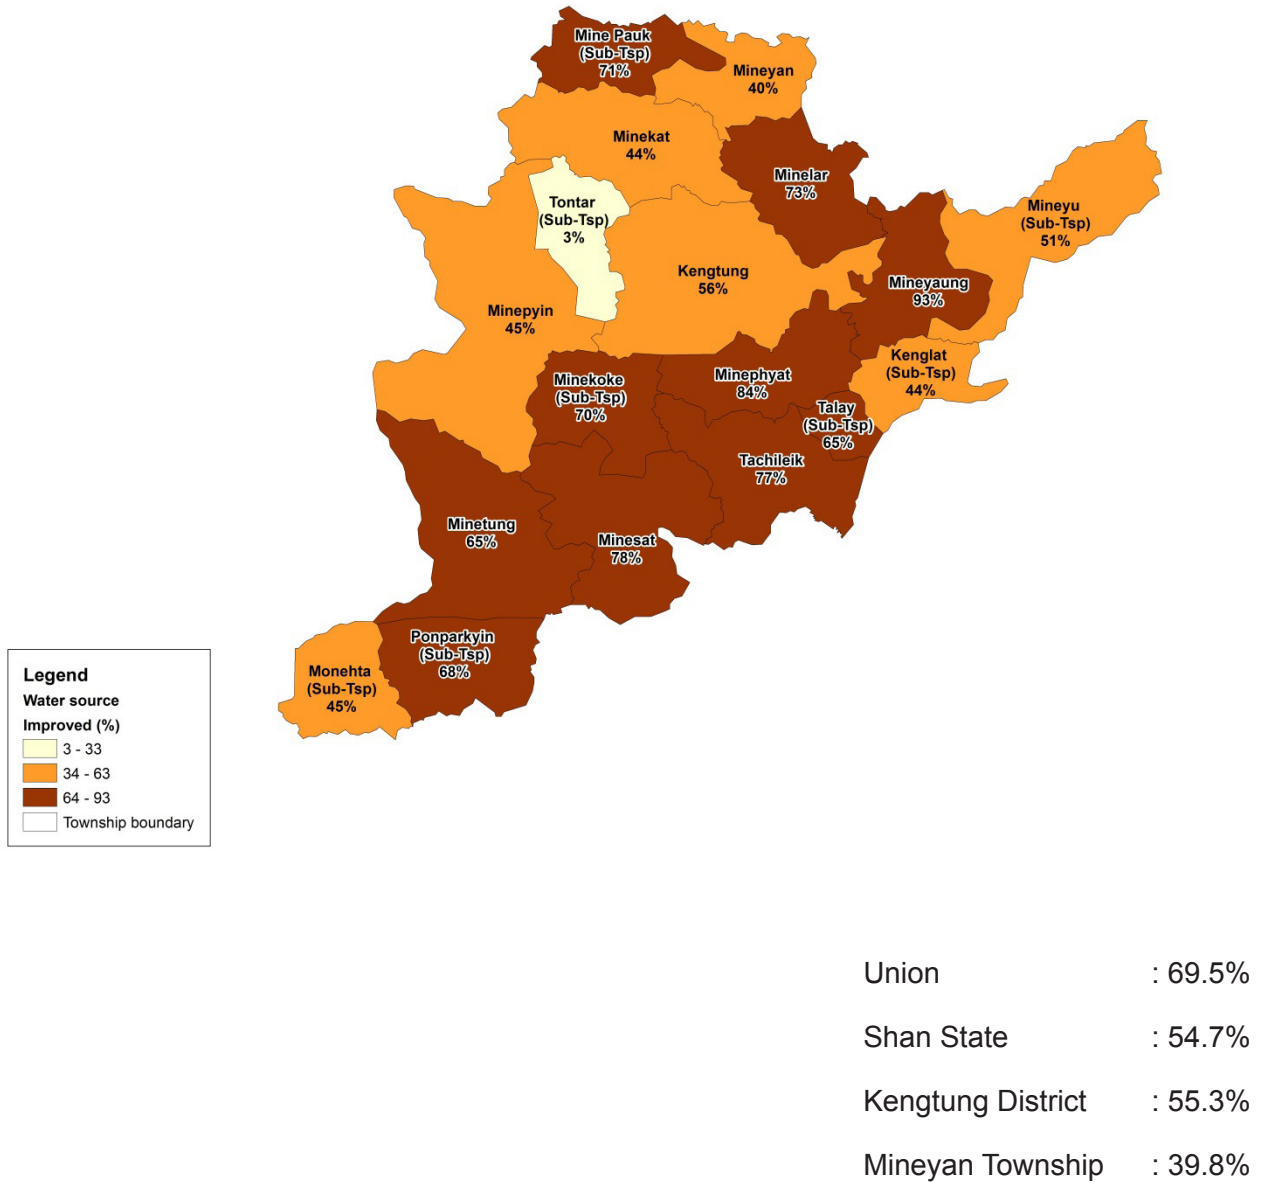 Mine Pauk
(Sub-Tsp)
71%
Mineyan
40%
Minekat
44%
Minelar
73%
Tontar
(Sub-Tsp)
3%
Mineyu
(Sub-Tsp)
51%
Kengtung
56%
Mineyaung
93%
Minepyin
45%
Kenglat
(Sub-Tsp)
44%
Minekoke
(Sub-Tsp)
70%
Minephyat
84%
Talay
(Sub-Tsp)
65%
Tachileik
77%
Minetung
65%
Minesat
78%
Ponparkyin
(Sub-Tsp)
68%
Monehta
(Sub-Tsp)
45%
Legend
Water source
Improved (%)
3 - 33
34 - 63
64 - 93
Township boundary
Union : 69.5%
Shan State : 54.7%
Kengtung District : 55.3%
Mineyan Township : 39.8%